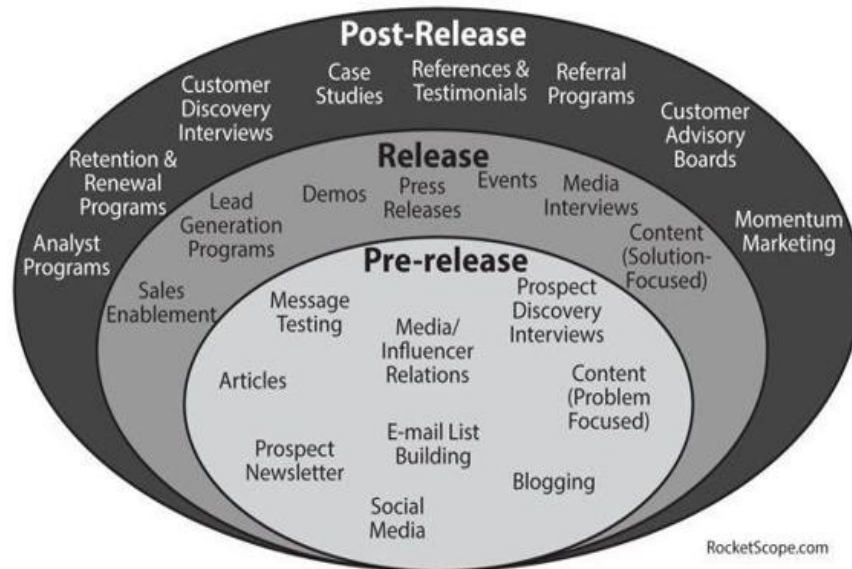 Post-Release
Customer
Discovery
Interviews
Case
Studies
References &
Testimonials
Referral
Programs
Customer
Advisory
Boards
Retention &
Renewal
Programs
Analyst
Programs
Momentum
Marketing
Release
Lead
Generation
Programs
Demos
Press
Releases
Events
Media
Interviews
Content
(Solution-
Focused)
Sales
Enablement
Pre-release
Message
Testing
Media/
Influencer
Relations
Prospect
Discovery
Interviews
Articles
Content
(Problem
Focused)
Prospect
Newsletter
E-mail List
Building
Blogging
Social
Media
RocketScope.com